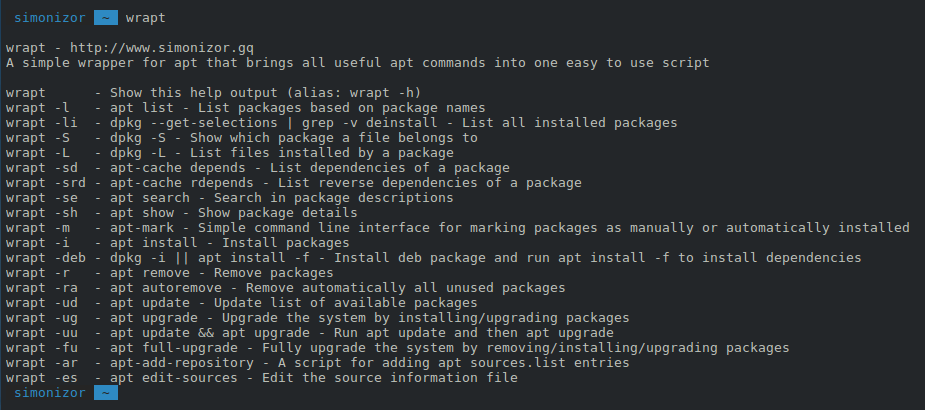 simonizor ~ wrapt
wrapt - http://www.simonizor.gq
A simple wrapper for apt that brings all useful apt commands into one easy to use script
wrapt      - Show this help output (alias: wrapt -h)
wrapt -l   - apt list - List packages based on package names
wrapt -li  - dpkg --get-selections | grep -v deinstall - List all installed packages
wrapt -S   - dpkg -S - Show which package a file belongs to
wrapt -L   - dpkg -L - List files installed by a package
wrapt -sd  - apt-cache depends - List dependencies of a package
wrapt -srd - apt-cache rdepends - List reverse dependencies of a package
wrapt -se  - apt search - Search in package descriptions
wrapt -sh  - apt show - Show package details
wrapt -m   - apt-mark - Simple command line interface for marking packages as manually or automatically installed
wrapt -i   - apt install - Install packages
wrapt -deb - dpkg -i || apt install -f - Install deb package and run apt install -f to install dependencies
wrapt -r   - apt remove - Remove packages
wrapt -ra  - apt autoremove - Remove automatically all unused packages
wrapt -ud  - apt update - Update list of available packages
wrapt -ug  - apt upgrade - Upgrade the system by installing/upgrading packages
wrapt -uu  - apt update && apt upgrade - Run apt update and then apt upgrade
wrapt -fu  - apt full-upgrade - Fully upgrade the system by removing/installing/upgrading packages
wrapt -ar  - apt-add-repository - A script for adding apt sources.list entries
wrapt -es  - apt edit-sources - Edit the source information file
simonizor ~